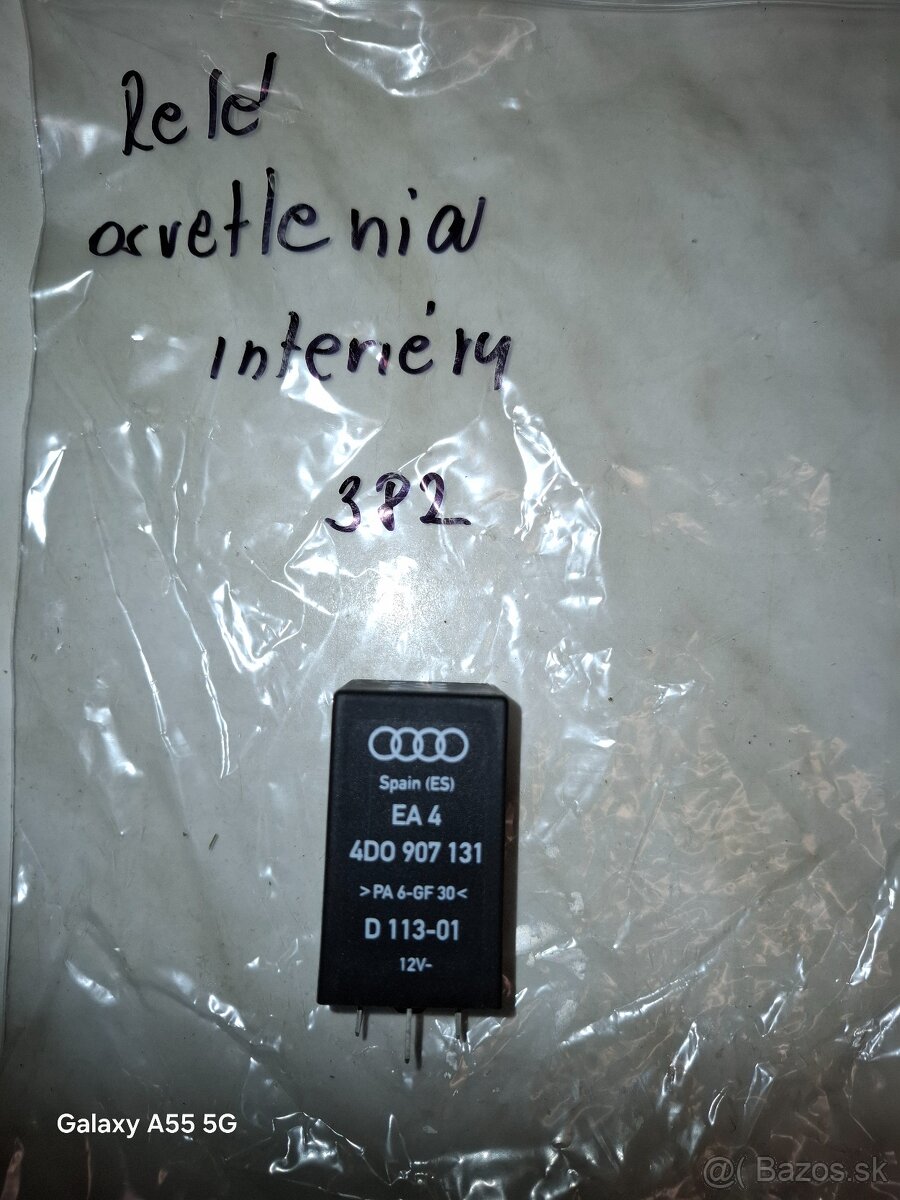 Relé
osvetlenia
interiéry
382
Spain (ES)
EA 4
4D0 907 131
>PA 6-GF 30<
D 113-01
12V-
Galaxy A55 5G
@( Bazos.sk